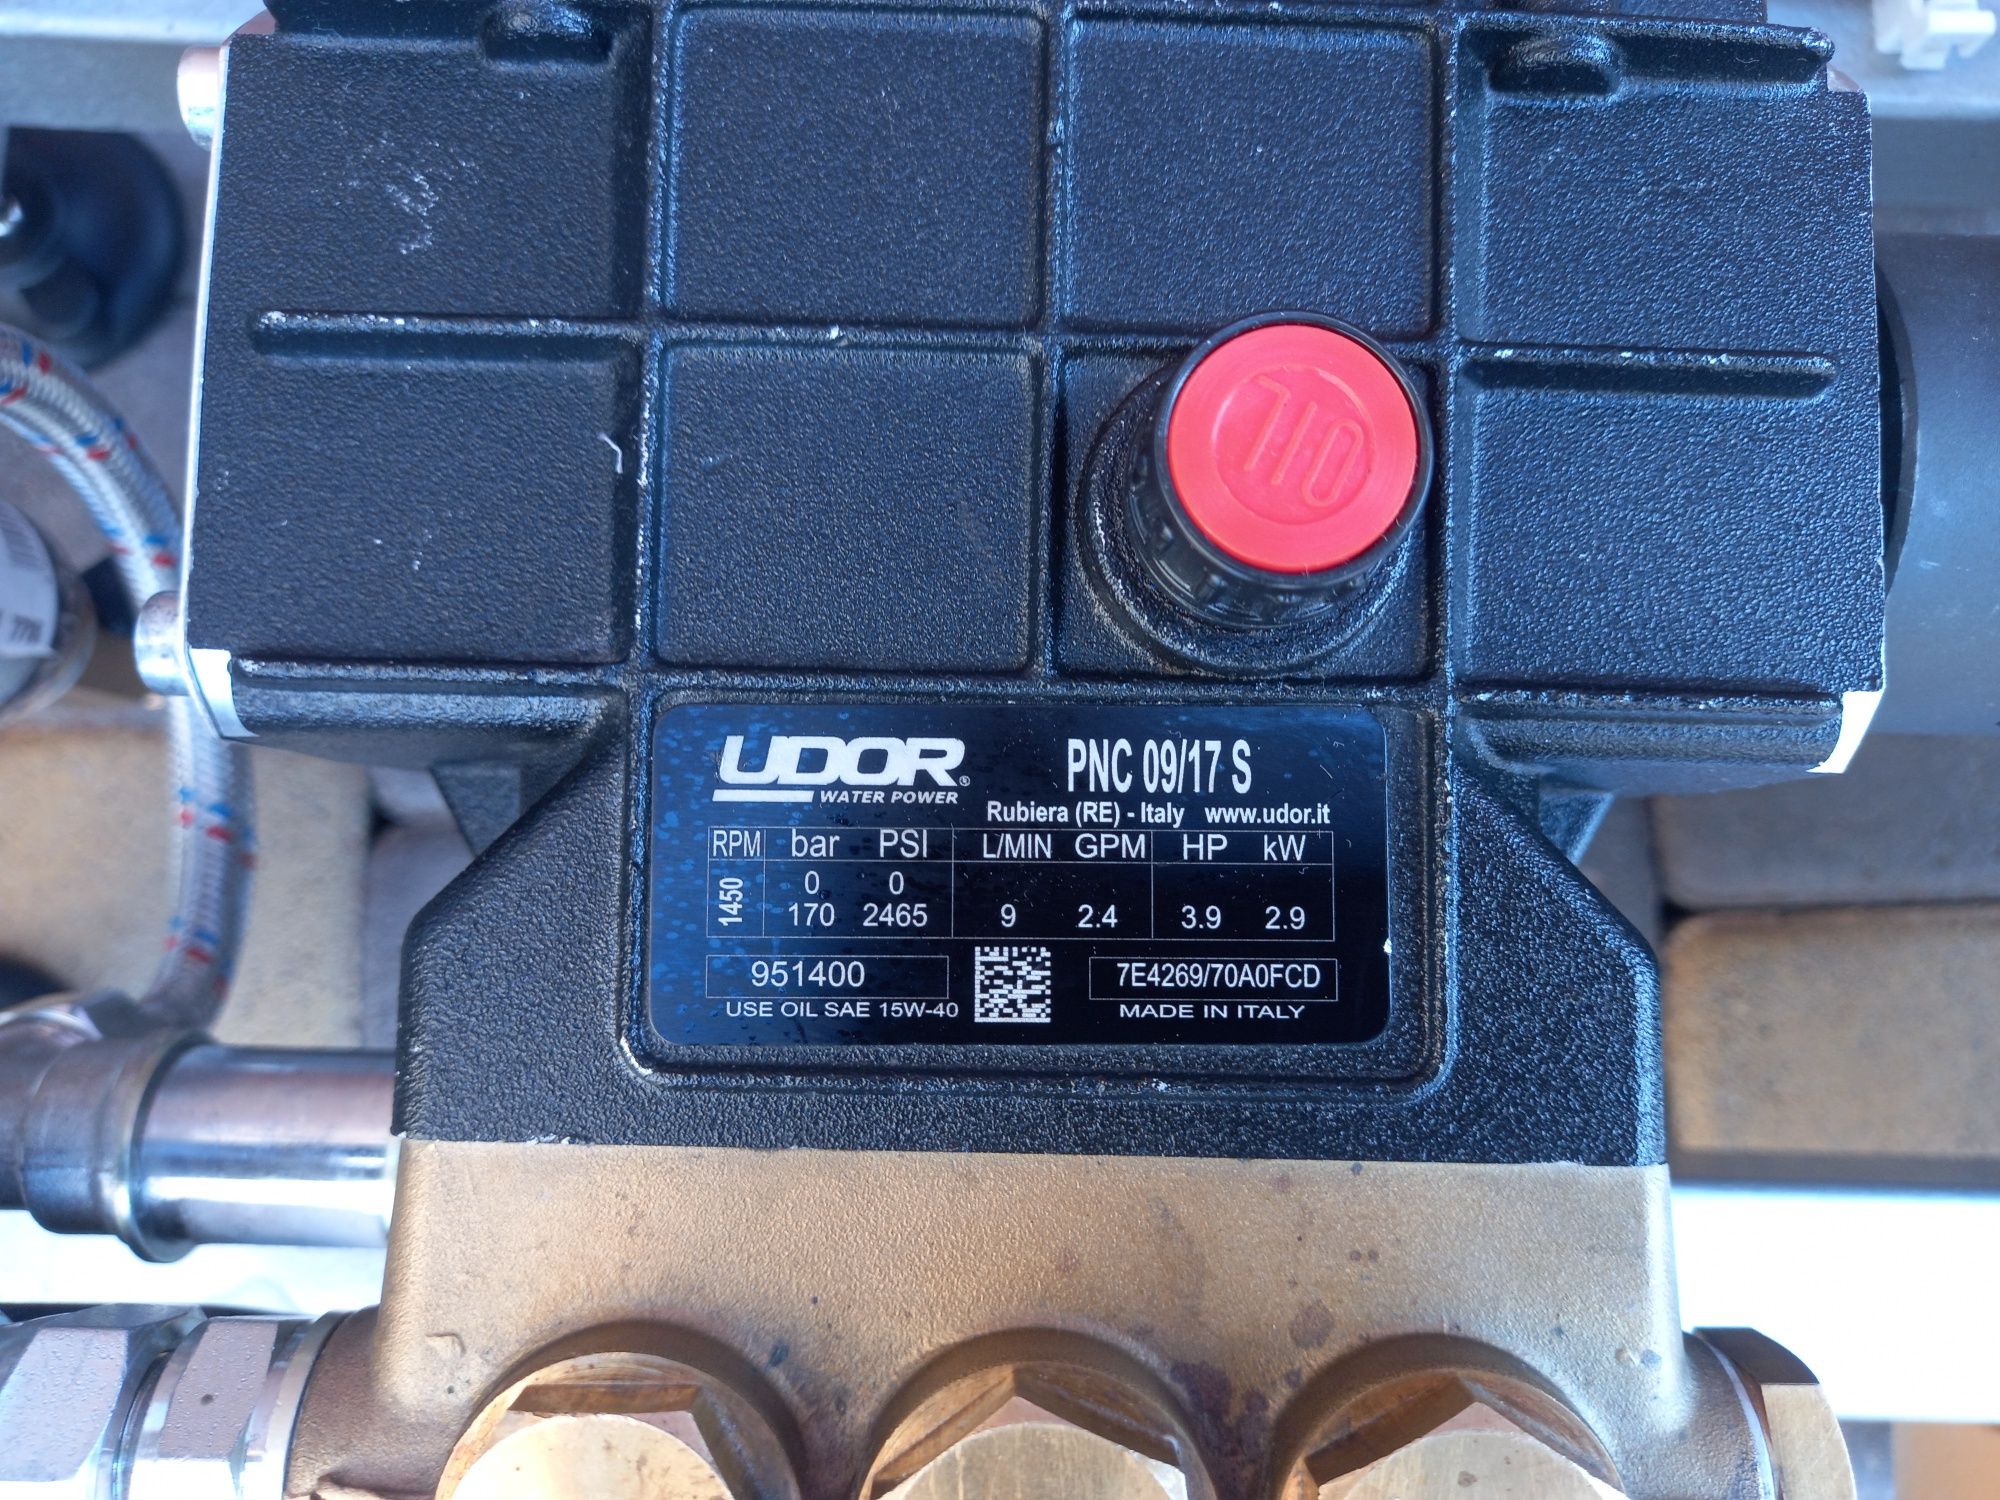 OIL
UDOR®
WATER POWER
PNC 09/17 S
Rubiera (RE) - Italy www.udor.it
RPM bar PSI L/MIN GPM HP kW
1450
0 0
170 2465 9 2.4 3.9 2.9
951400
7E4269/70A0FCD
USE OIL SAE 15W-40
MADE IN ITALY